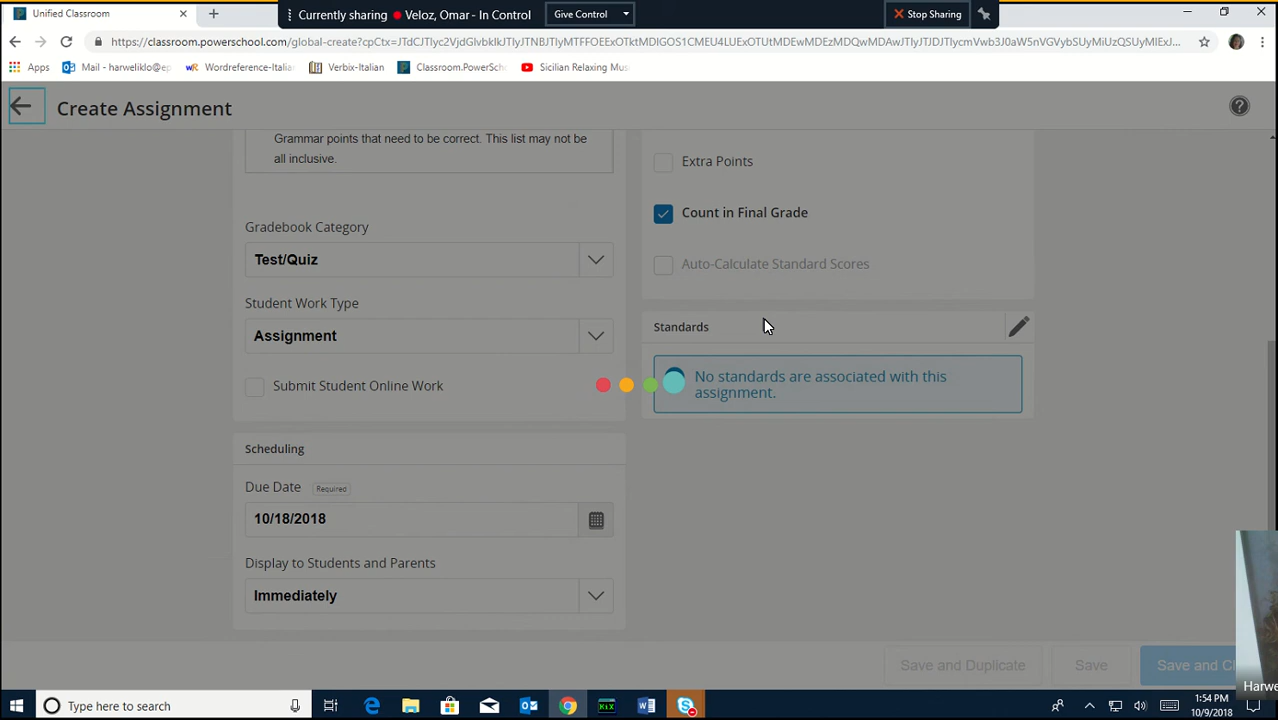 Unified Classroom
Currently sharing Veloz, Omar - In Control Give Control Stop Sharing
https://classroom.powerschool.com/global-create?cpCtx=
Apps Mail - harweliklo@ep Wordreference-Italia Verbix-Italian Classroom.PowerSch Sicilian Relaxing Mus
Create Assignment
Grammar points that need to be correct. This list may not be
all inclusive.
Gradebook Category
Test/Quiz
Student Work Type
Assignment
Submit Student Online Work
Scheduling
Due Date Required
10/18/2018
Display to Students and Parents
Immediately
Extra Points
Count in Final Grade
Auto-Calculate Standard Scores
Standards
No standards are associated with this
assignment.
Save and Duplicate Save Save and Cl
Harwe
Type here to search
1:54 PM
10/9/2018